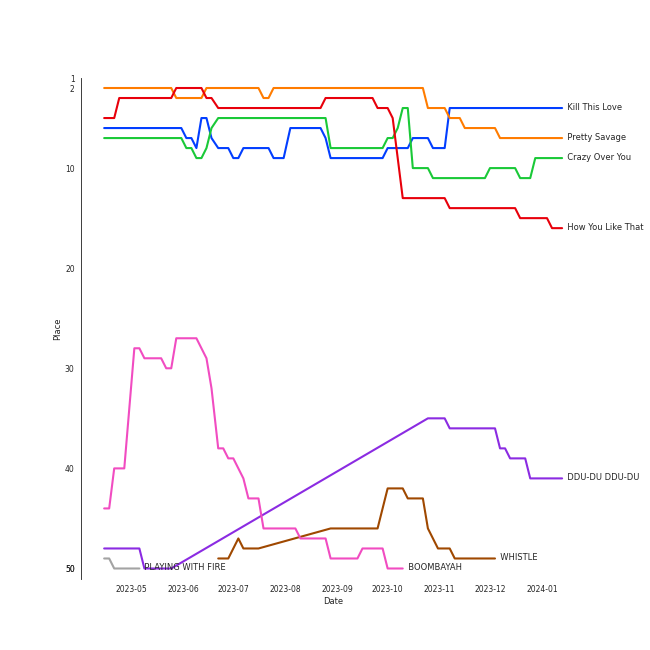 1
2
Kill This Love
Pretty Savage
Crazy Over You
10
How You Like That
20
Place
30
40
DDU-DU DDU-DU
WHISTLE
50
PLAYING WITH FIRE
BOOMBAYAH
2023-05 2023-06 2023-07 2023-08 2023-09 2023-10 2023-11 2023-12 2024-01
Date